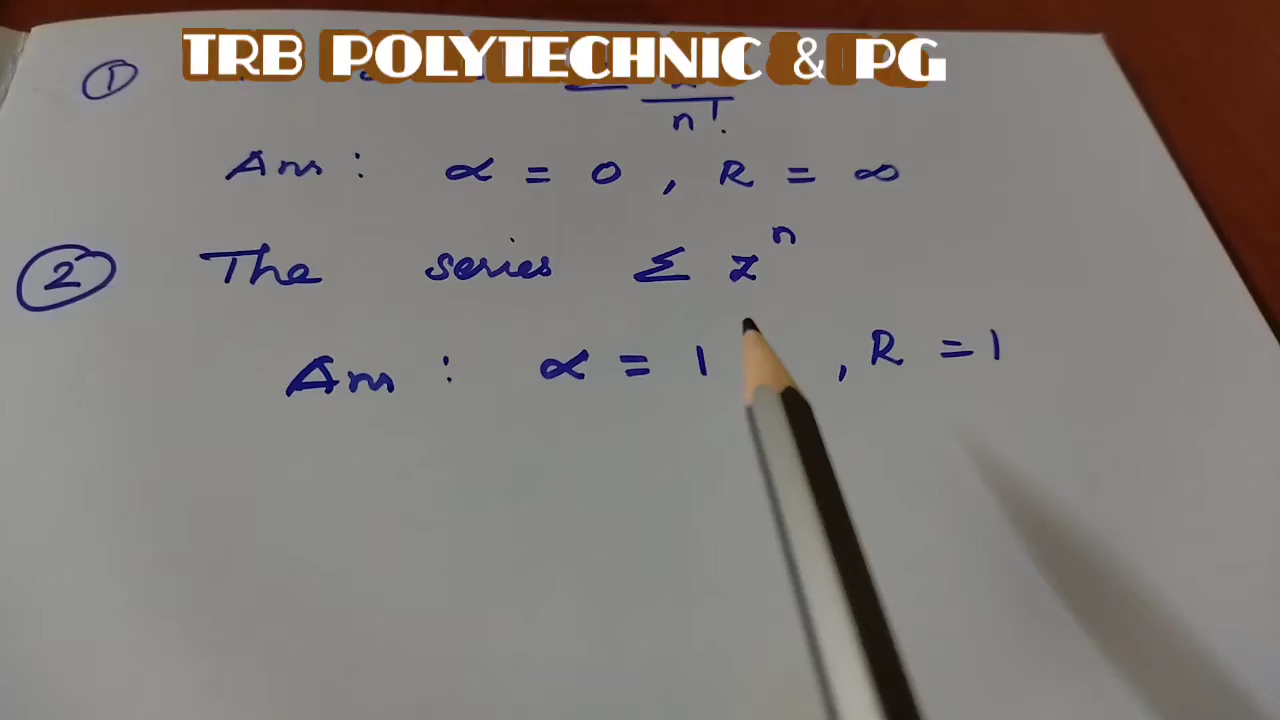 TRB POLYTECHNIC & PG
① n!
Ans : α = 0 , R = ∞
② The series Σ z^n
Ans : α = 1 , R = 1